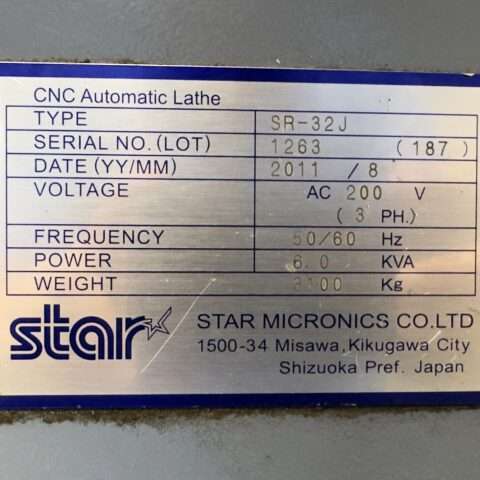 CNC Automatic Lathe
TYPE SR-32J
SERIAL NO.(LOT) 1263 (187)
DATE (YY/MM) 2011 / 8
VOLTAGE AC 200 V
(3 PH.)
FREQUENCY 50/60 Hz
POWER 6.0 KVA
WEIGHT Kg
star STAR MICRONICS CO.LTD
1500-34 Misawa,Kikugawa City
Shizuoka Pref. Japan